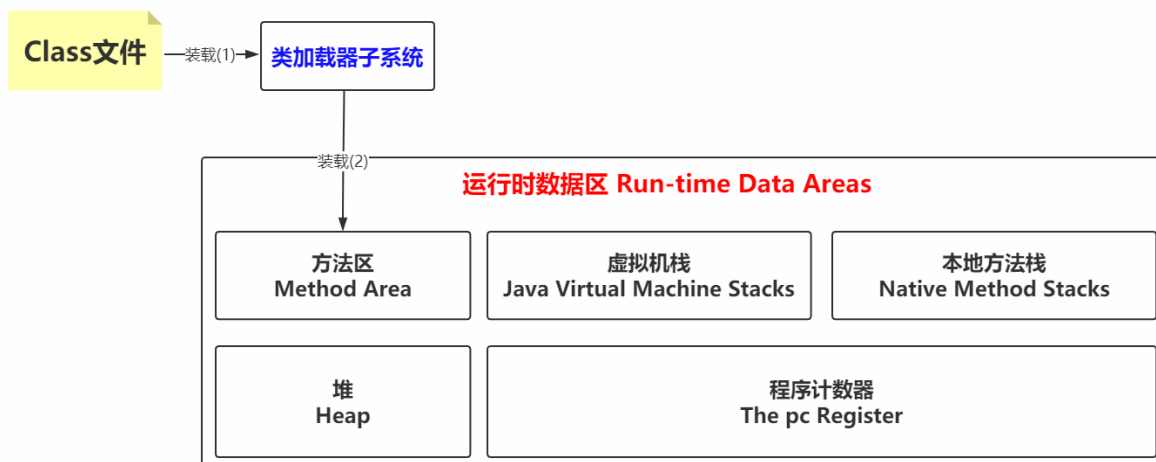 Class文件
装载(1)
类加载器子系统
装载(2)
运行时数据区 Run-time Data Areas
方法区
Method Area
虚拟机栈
Java Virtual Machine Stacks
本地方法栈
Native Method Stacks
堆
Heap
程序计数器
The pc Register